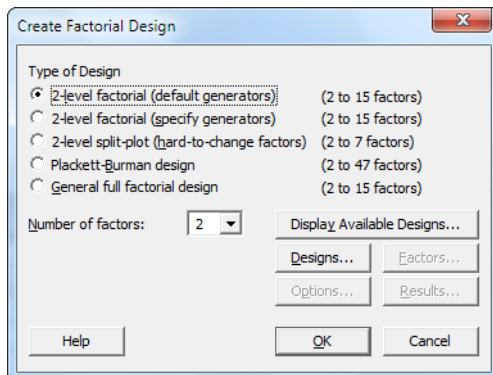 Create Factorial Design
Type of Design
2-level factorial (default generators) (2 to 15 factors)
2-level factorial (specify generators) (2 to 15 factors)
2-level split-plot (hard-to-change factors) (2 to 7 factors)
Plackett-Burman design (2 to 47 factors)
General full factorial design (2 to 15 factors)
Number of factors: 2 Display Available Designs...
Designs... Factors...
Options... Results...
Help OK Cancel